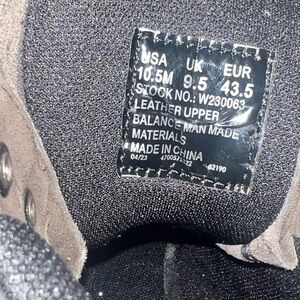 USA UK EUR
10.5M 9.5 43.5
STOCK NO.: W230063
LEATHER UPPER
BALANCE MAN MADE
MATERIALS
MADE IN CHINA
04/23 62190